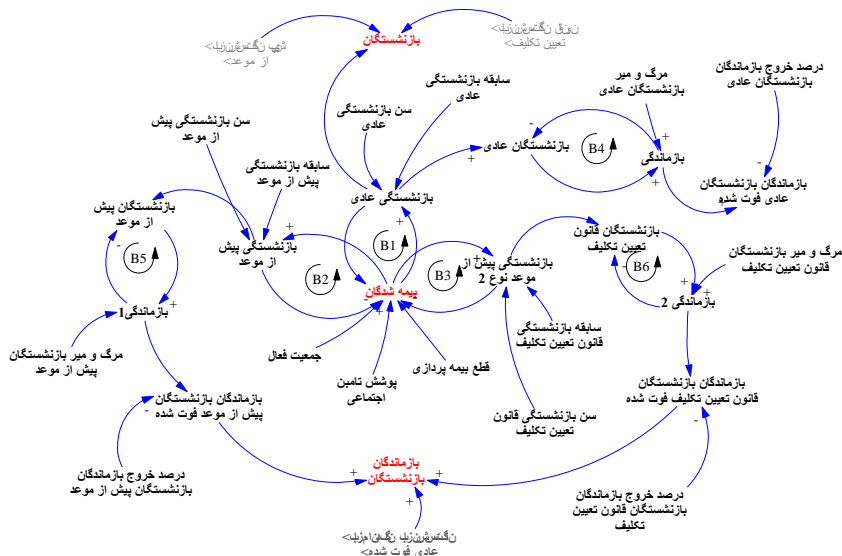 بازنشستگان
از موعد>
تعیین تکلیف>
سابقه بازنشستگی
عادی
سن بازنشستگی
عادی
مرگ و میر
بازنشستگان عادی
درصد خروج بازماندگان
بازنشستگان عادی
سن بازنشستگی پیش
از موعد
سابقه بازنشستگی
پیش از موعد
بازنشستگان عادی
B4
بازماندگی
بازماندگان بازنشستگان
عادی فوت شده
بازنشستگی عادی
بازنشستگان پیش
از موعد
بازنشستگی پیش
از موعد
B1
B5
B2
B3
بازنشستگی پیش از
موعد نوع 2
بازنشستگان قانون
تعیین تکلیف
B6
مرگ و میر بازنشستگان
قانون تعیین تکلیف
بیمه شدگان
بازماندگی1
بازماندگی 2
مرگ و میر بازنشستگان
پیش از موعد
جمعیت فعال
پوشش تامین
اجتماعی
قطع بیمه پردازی
سابقه بازنشستگی
قانون تعیین تکلیف
سن بازنشستگی قانون
تعیین تکلیف
بازماندگان بازنشستگان
پیش از موعد فوت شده
بازماندگان بازنشستگان
قانون تعیین تکلیف فوت شده
درصد خروج بازماندگان
بازنشستگان پیش از موعد
بازماندگان
بازنشستگان
درصد خروج بازماندگان
بازنشستگان قانون تعیین
تکلیف
عادی فوت شده>